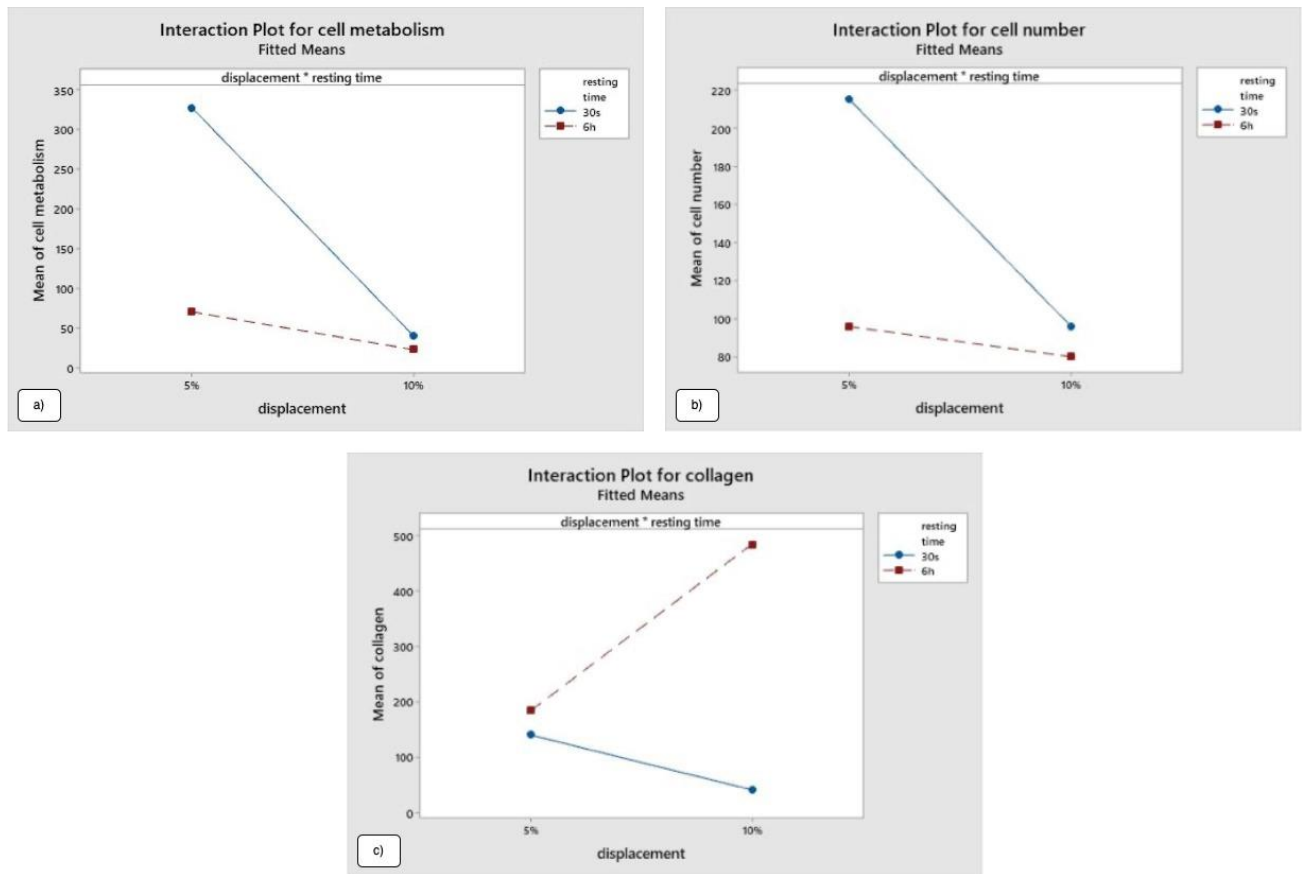 Interaction Plot for cell metabolism
Fitted Means
displacement * resting time
350
300
250
200
150
100
50
0
Mean of cell metabolism
5%
10%
displacement
resting
time
30s
6h
a)
Interaction Plot for cell number
Fitted Means
displacement * resting time
220
200
180
160
140
120
100
80
Mean of cell number
5%
10%
displacement
resting
time
30s
6h
b)
Interaction Plot for collagen
Fitted Means
displacement * resting time
500
400
300
200
100
0
Mean of collagen
5%
10%
displacement
resting
time
30s
6h
c)